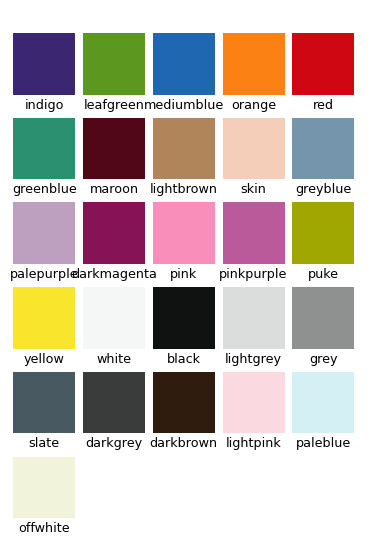 indigo leafgreen mediumblue orange red
greenblue maroon lightbrown skin greyblue
palepurple darkmagenta pink pinkpurple puke
yellow white black lightgrey grey
slate darkgrey darkbrown lightpink paleblue
offwhite